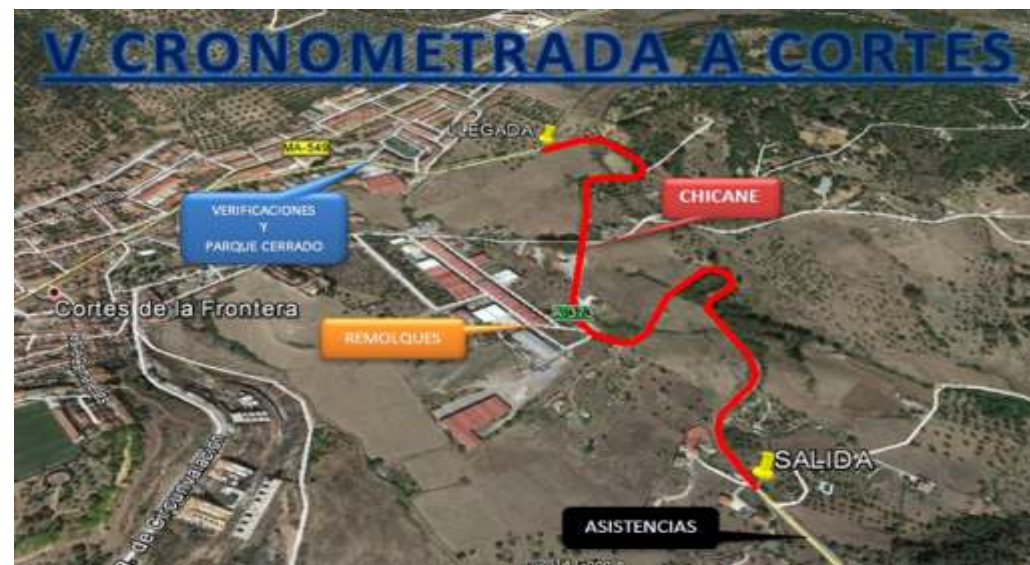 V CRONOMETRADA A CORTES
LLEGADA
MA-549
CHICANE
VERIFICACIONES
Y
PARQUE CERRADO
Cortes de la Frontera
REMOLQUES
SALIDA
ASISTENCIAS